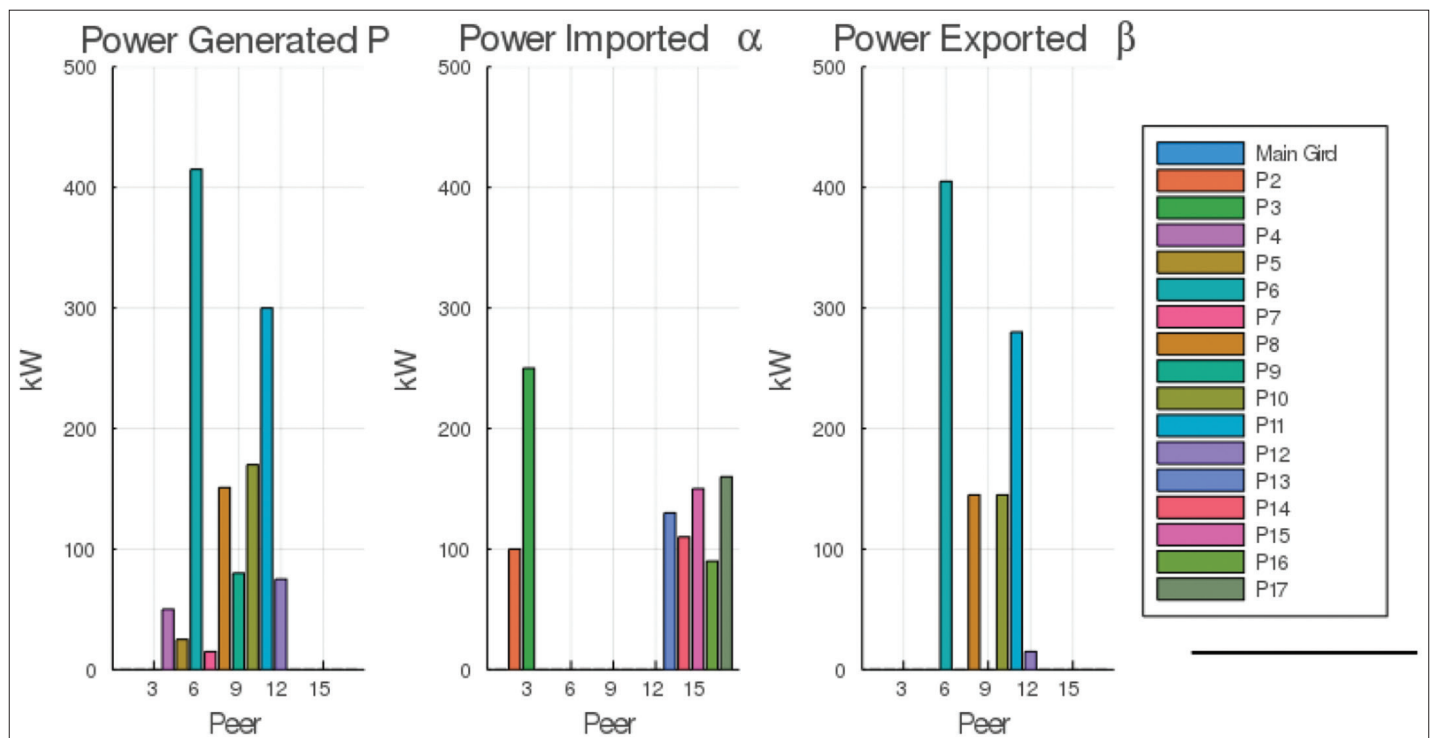 Power Generated P
500
400
300
200
100
0
kW
3 6 9 12 15
Peer
Power Imported α
500
400
300
200
100
0
kW
3 6 9 12 15
Peer
Power Exported β
500
400
300
200
100
0
kW
3 6 9 12 15
Peer
Main Gird
P2
P3
P4
P5
P6
P7
P8
P9
P10
P11
P12
P13
P14
P15
P16
P17